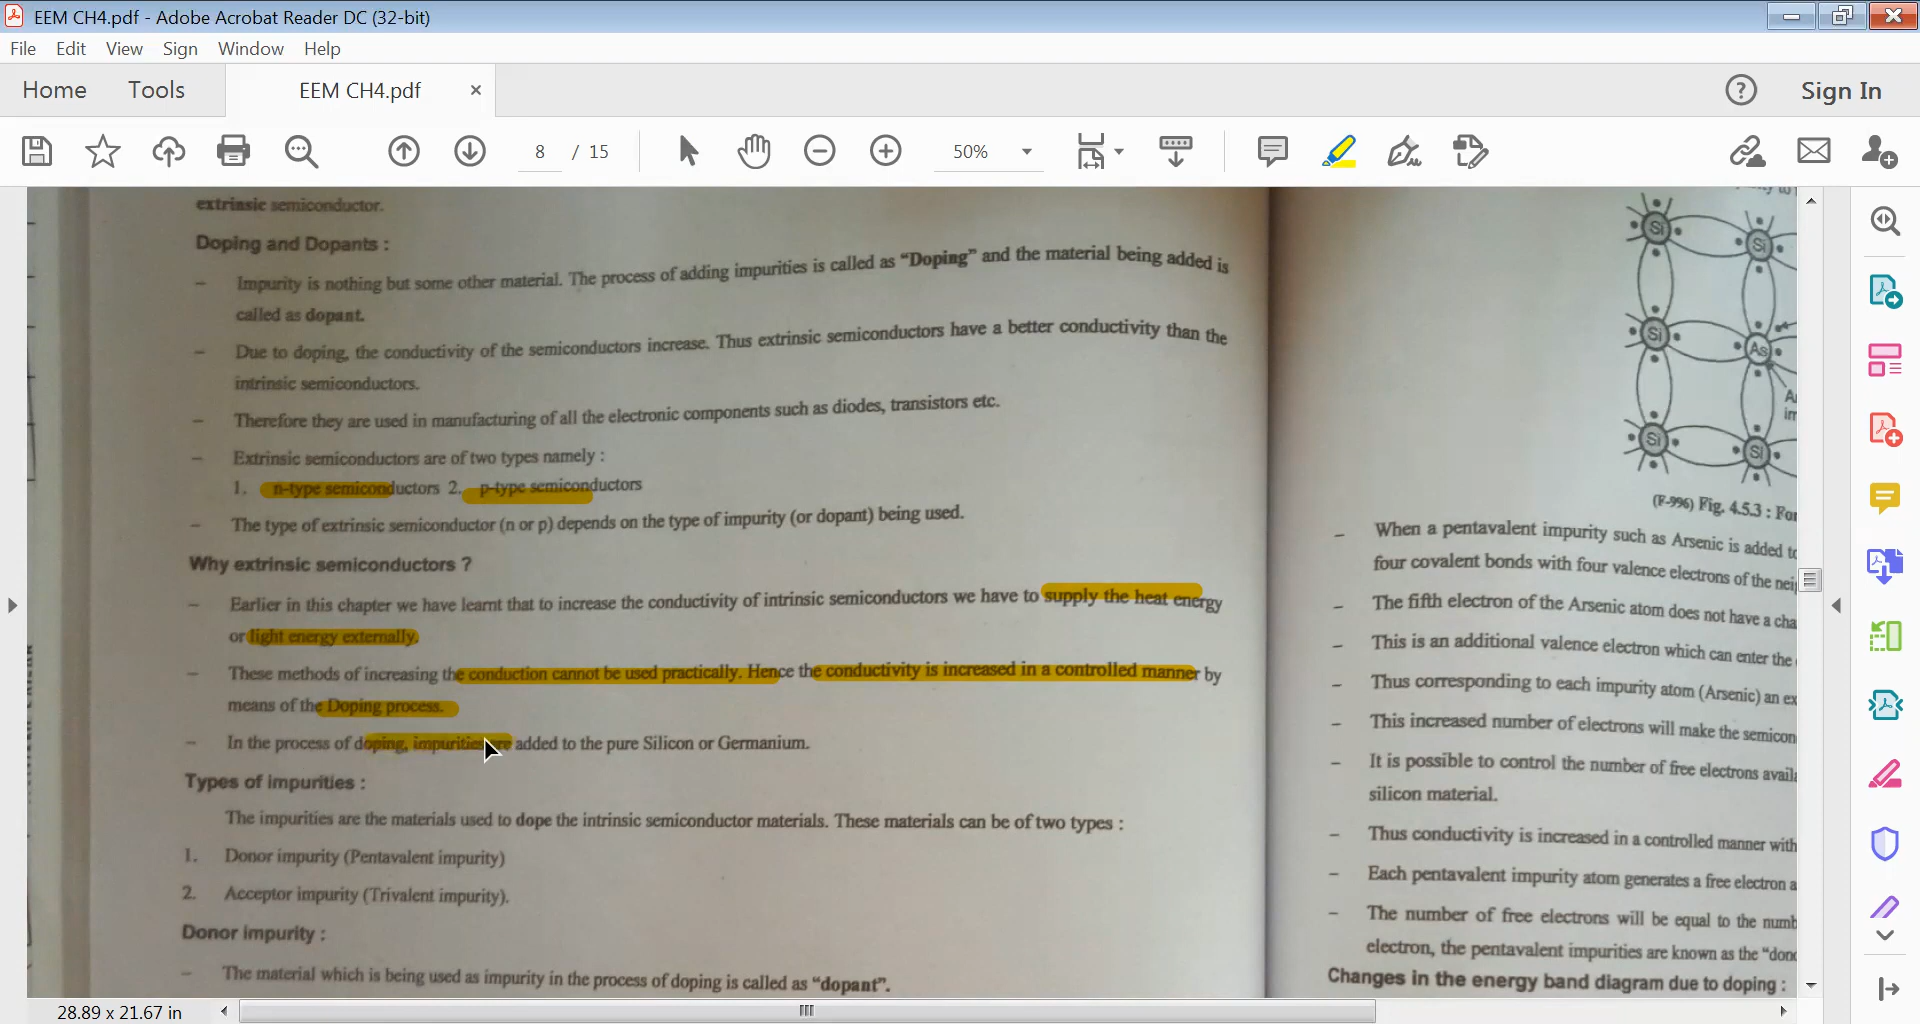 EEM CH4.pdf - Adobe Acrobat Reader DC (32-bit)
File Edit View Sign Window Help
Home Tools EEM CH4.pdf × ? Sign In
8 / 15 50%
extrinsic semiconductor.
Doping and Dopants :
– Impurity is nothing but some other material. The process of adding impurities is called as “Doping” and the material being added is
called as dopant.
– Due to doping, the conductivity of the semiconductors increase. Thus extrinsic semiconductors have a better conductivity than the
intrinsic semiconductors.
– Therefore they are used in manufacturing of all the electronic components such as diodes, transistors etc.
– Extrinsic semiconductors are of two types namely :
1. n-type semiconductors 2. p-type semiconductors
– The type of extrinsic semiconductor (n or p) depends on the type of impurity (or dopant) being used.
Why extrinsic semiconductors ?
– Earlier in this chapter we have learnt that to increase the conductivity of intrinsic semiconductors we have to supply the heat energy
or light energy externally.
– These methods of increasing the conduction cannot be used practically. Hence the conductivity is increased in a controlled manner by
means of the Doping process.
– In the process of doping, impurities are added to the pure Silicon or Germanium.
Types of impurities :
The impurities are the materials used to dope the intrinsic semiconductor materials. These materials can be of two types :
1. Donor impurity (Pentavalent impurity)
2. Acceptor impurity (Trivalent impurity).
Donor impurity :
– The material which is being used as impurity in the process of doping is called as “dopant”.
Si Si
Si As
Si Si
(F-996) Fig. 4.5.3 : For
– When a pentavalent impurity such as Arsenic is added to
four covalent bonds with four valence electrons of the nei
– The fifth electron of the Arsenic atom does not have a cha
– This is an additional valence electron which can enter the
– Thus corresponding to each impurity atom (Arsenic) an ex
– This increased number of electrons will make the semicon
– It is possible to control the number of free electrons avail
silicon material.
– Thus conductivity is increased in a controlled manner with
– Each pentavalent impurity atom generates a free electron a
– The number of free electrons will be equal to the numb
electron, the pentavalent impurities are known as the “dono
Changes in the energy band diagram due to doping :
28.89 x 21.67 in